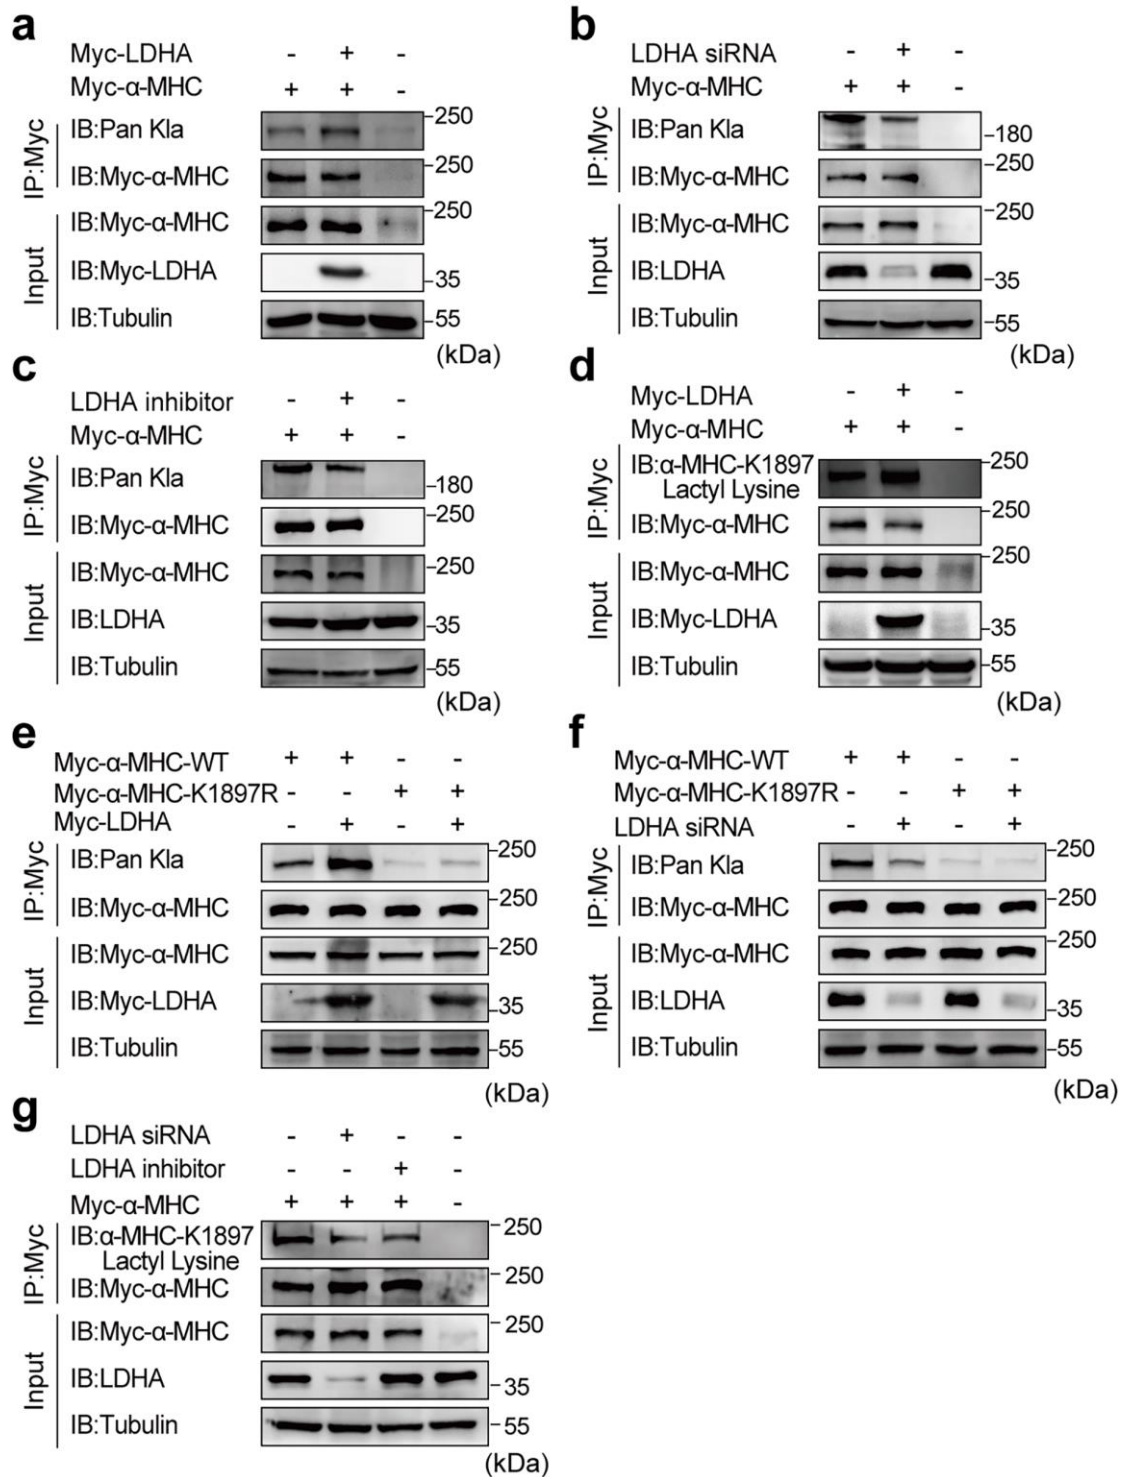 a
Myc-LDHA - + -
Myc-α-MHC + + -
IP:Myc
IB:Pan Kla 250
IB:Myc-α-MHC 250
Input
IB:Myc-α-MHC 250
IB:Myc-LDHA 35
IB:Tubulin 55
(kDa)
b
LDHA siRNA - + -
Myc-α-MHC + + -
IP:Myc
IB:Pan Kla 180
IB:Myc-α-MHC 250
Input
IB:Myc-α-MHC 250
IB:LDHA 35
IB:Tubulin 55
(kDa)
c
LDHA inhibitor - + -
Myc-α-MHC + + -
IP:Myc
IB:Pan Kla 180
IB:Myc-α-MHC 250
Input
IB:Myc-α-MHC 250
IB:LDHA 35
IB:Tubulin 55
(kDa)
d
Myc-LDHA - + -
Myc-α-MHC + + -
IP:Myc
IB:α-MHC-K1897 250
Lactyl Lysine
IB:Myc-α-MHC 250
Input
IB:Myc-α-MHC 250
IB:Myc-LDHA 35
IB:Tubulin 55
(kDa)
e
Myc-α-MHC-WT + + - -
Myc-α-MHC-K1897R - - + +
Myc-LDHA - + - +
IP:Myc
IB:Pan Kla 250
IB:Myc-α-MHC 250
Input
IB:Myc-α-MHC 250
IB:Myc-LDHA 35
IB:Tubulin 55
(kDa)
f
Myc-α-MHC-WT + + - -
Myc-α-MHC-K1897R - - + +
LDHA siRNA - + - +
IP:Myc
IB:Pan Kla 250
IB:Myc-α-MHC 250
Input
IB:Myc-α-MHC 250
IB:LDHA 35
IB:Tubulin 55
(kDa)
g
LDHA siRNA - + - -
LDHA inhibitor - - + -
Myc-α-MHC + + + -
IP:Myc
IB:α-MHC-K1897 250
Lactyl Lysine
IB:Myc-α-MHC 250
Input
IB:Myc-α-MHC 250
IB:LDHA 35
IB:Tubulin 55
(kDa)